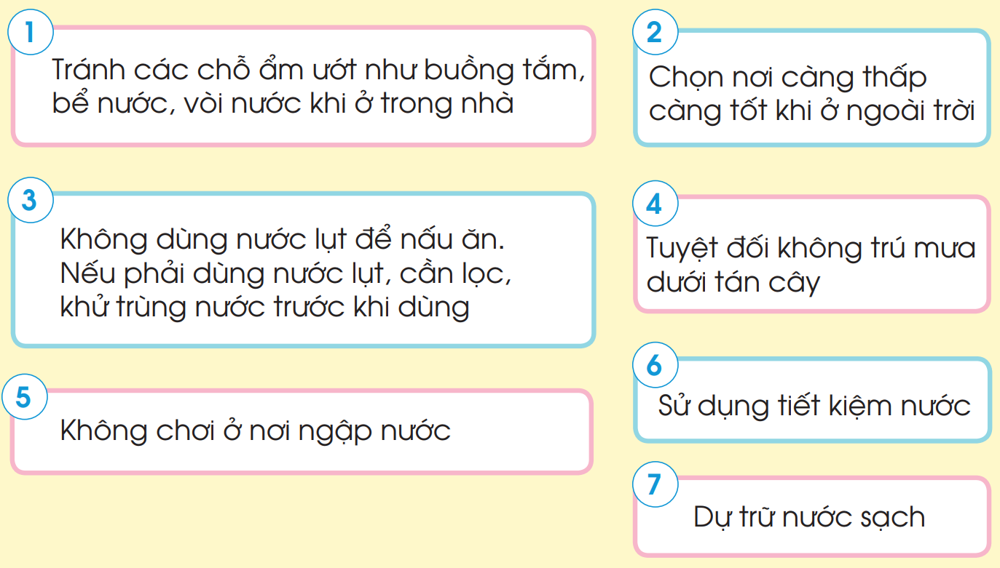 1
Tránh các chỗ ẩm ướt như buồng tắm,
bể nước, vòi nước khi ở trong nhà
2
Chọn nơi càng thấp
càng tốt khi ở ngoài trời
3
Không dùng nước lụt để nấu ăn.
Nếu phải dùng nước lụt, cần lọc,
khử trùng nước trước khi dùng
4
Tuyệt đối không trú mưa
dưới tán cây
5
Không chơi ở nơi ngập nước
6
Sử dụng tiết kiệm nước
7
Dự trữ nước sạch